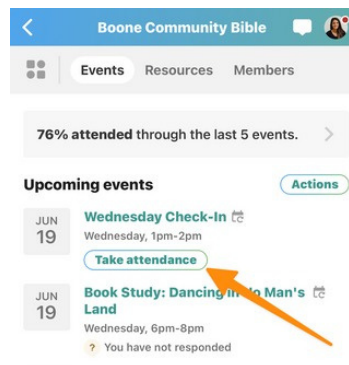 Boone Community Bible
Events Resources Members
76% attended through the last 5 events.
Upcoming events
Actions
JUN
19
Wednesday Check-In
Wednesday, 1pm-2pm
Take attendance
JUN
19
Book Study: Dancing in No Man's
Land
Wednesday, 6pm-8pm
? You have not responded